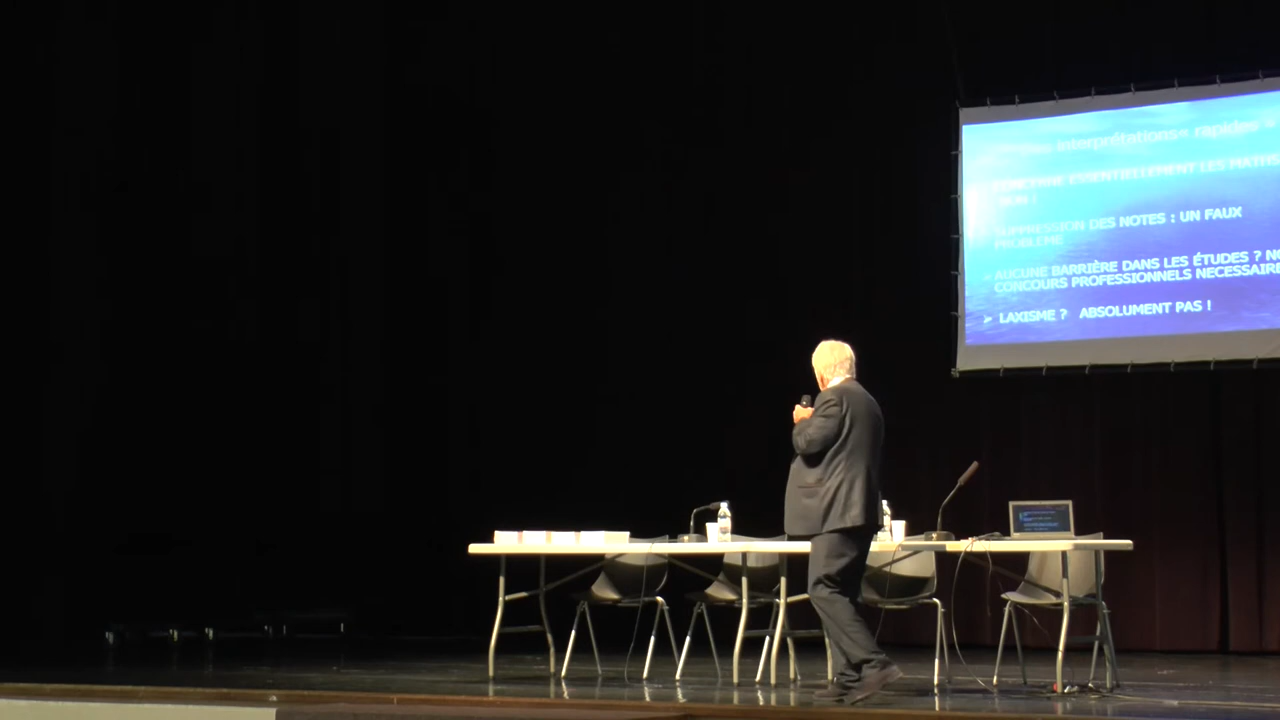 interprétations« rapides »
CONCERNE ESSENTIELLEMENT LES MATHS
SUPPRESSION DES NOTES : UN FAUX
PROBLEME
AUCUNE BARRIÈRE DANS LES ÉTUDES ?
CONCOURS PROFESSIONNELS NECESSAIRE
➢ LAXISME ? ABSOLUMENT PAS !